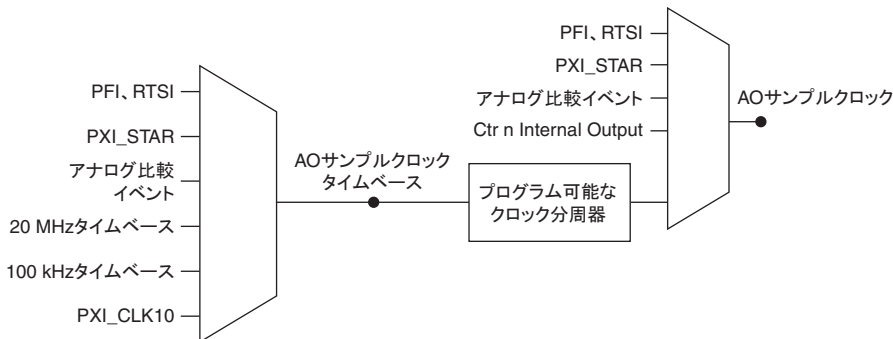 PFI、RTSI
PXI_STAR
アナログ比較
イベント
20 MHzタイムベース
100 kHzタイムベース
PXI_CLK10
AOサンプルクロック
タイムベース
プログラム可能な
クロック分周器
PFI、RTSI
PXI_STAR
アナログ比較イベント
Ctr n Internal Output
AOサンプルクロック